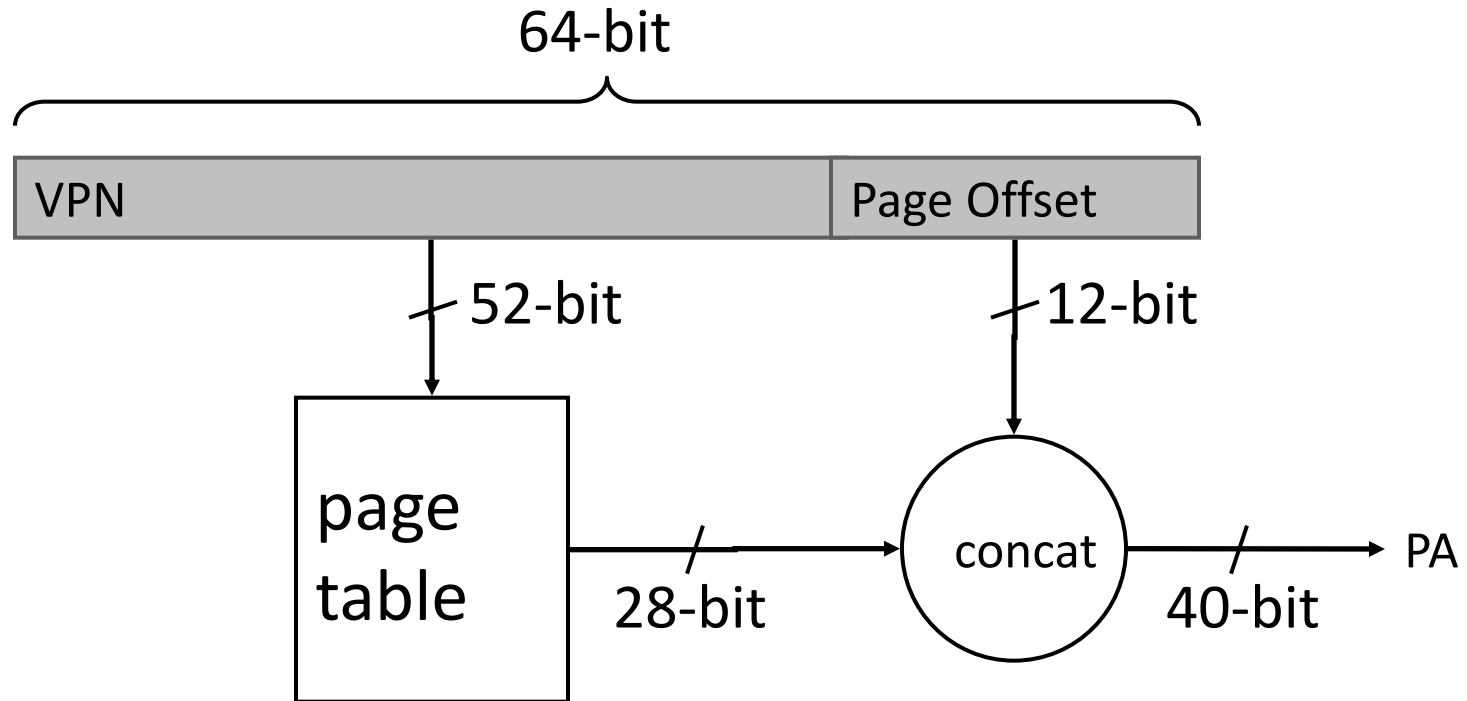 64-bit
VPN
Page Offset
52-bit
12-bit
page
table
28-bit
concat
40-bit
PA